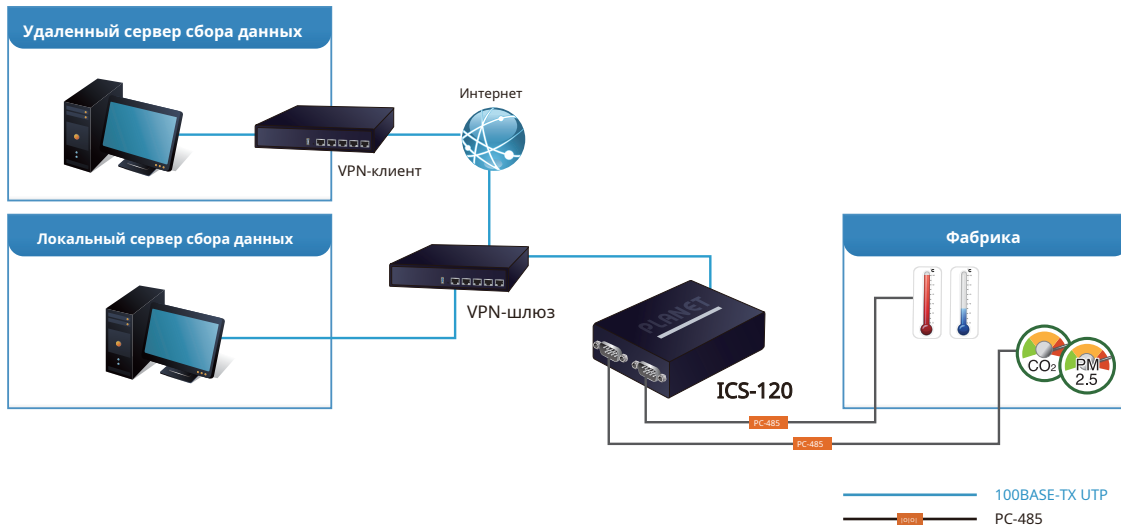 Удаленный сервер сбора данных
Интернет
VPN-клиент
Локальный сервер сбора данных
VPN-шлюз
PLANET
ICS-120
Фабрика
CO₂
PM
2.5
PC-485
PC-485
100BASE-TX UTP
PC-485